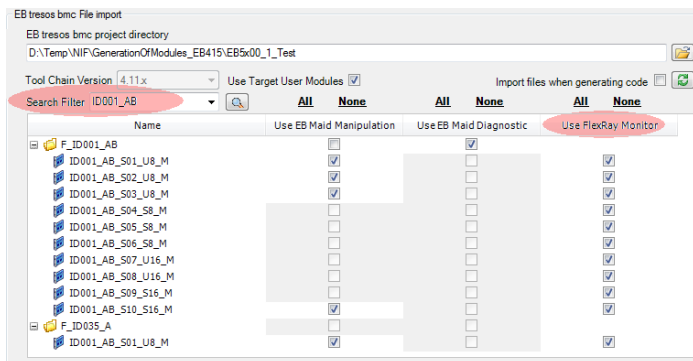 EB tresos bmc File import
EB tresos bmc project directory
D:\Temp\NIF\GenerationOfModules_EB415\EB5x00_1_Test
Tool Chain Version 4.11.x Use Target User Modules Import files when generating code
Search Filter ID001_AB All None All None All None
Name Use EB Maid Manipulation Use EB Maid Diagnostic Use FlexRay Monitor
F_ID001_AB
ID001_AB_S01_U8_M
ID001_AB_S02_U8_M
ID001_AB_S03_U8_M
ID001_AB_S04_S8_M
ID001_AB_S05_S8_M
ID001_AB_S06_S8_M
ID001_AB_S07_U16_M
ID001_AB_S08_U16_M
ID001_AB_S09_S16_M
ID001_AB_S10_S16_M
F_ID035_A
ID001_AB_S01_U8_M